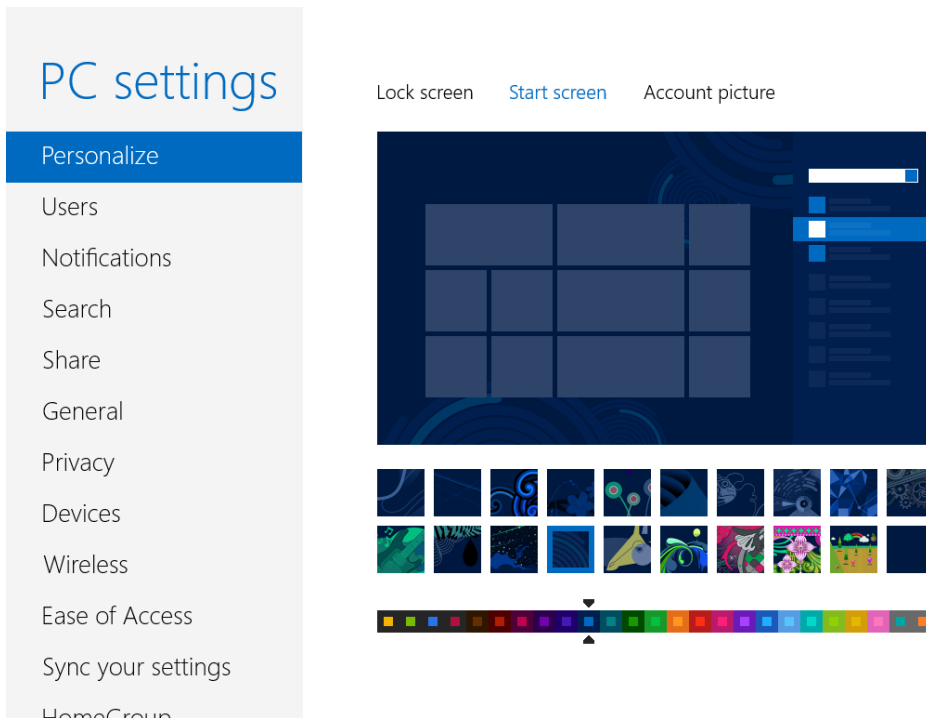 PC settings
Lock screen Start screen Account picture
Personalize
Users
Notifications
Search
Share
General
Privacy
Devices
Wireless
Ease of Access
Sync your settings
HomeGroup